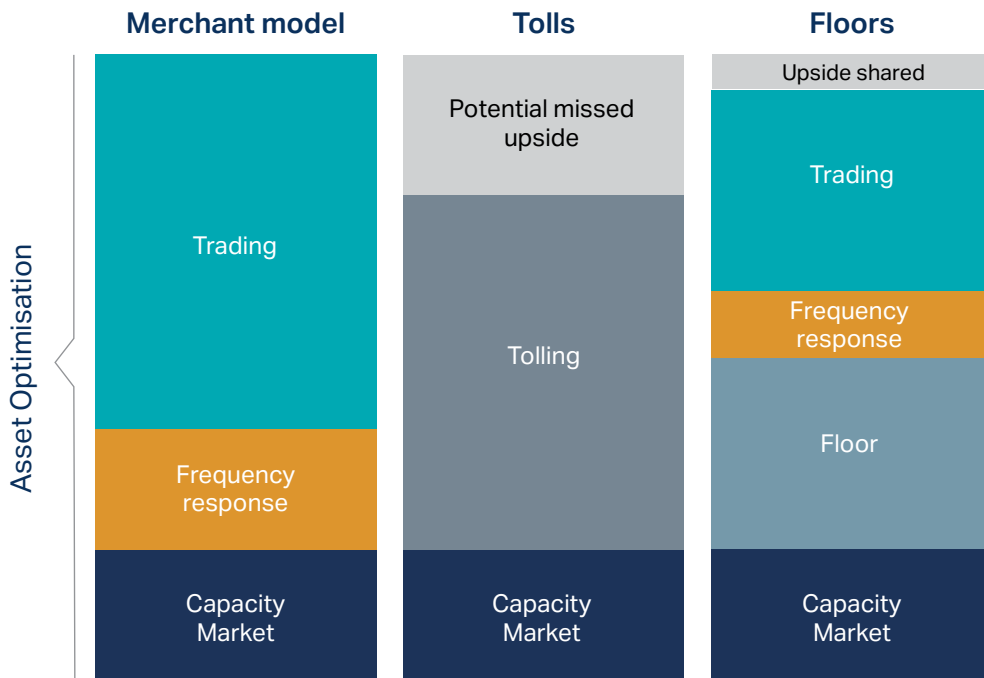 Merchant model
Tolls
Floors
Asset Optimisation
Trading
Frequency
response
Capacity
Market
Potential missed
upside
Tolling
Capacity
Market
Upside shared
Trading
Frequency
response
Floor
Capacity
Market